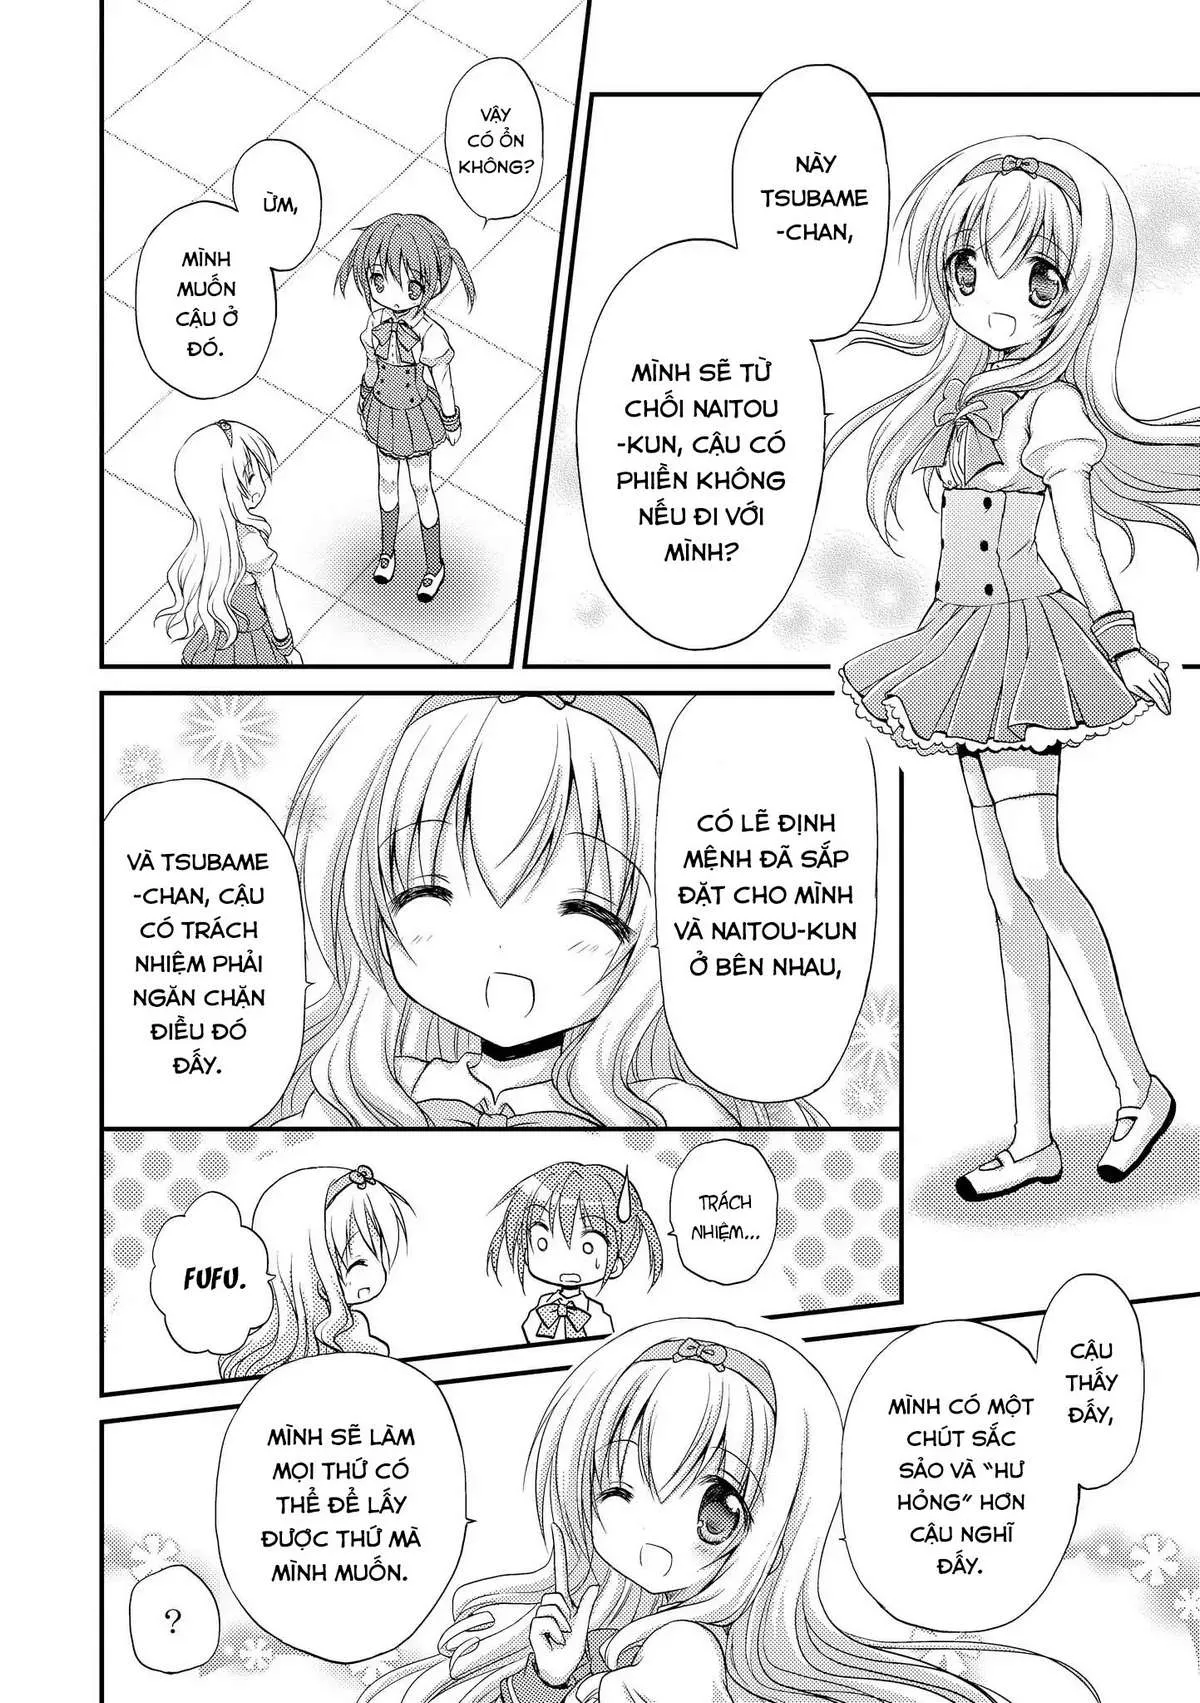 NÀY
TSUBAME
-CHAN,
MÌNH SẼ TỪ
CHỐI NAITOU
-KUN, CẬU CÓ
PHIỀN KHÔNG
NẾU ĐI VỚI
MÌNH?
VẬY
CÓ ỔN
KHÔNG?
ỪM,
MÌNH
MUỐN
CẬU Ở
ĐÓ.
CÓ LẼ ĐỊNH
MỆNH ĐÃ SẮP
ĐẶT CHO MÌNH
VÀ NAITOU-KUN
Ở BÊN NHAU,
VÀ TSUBAME
-CHAN, CẬU
CÓ TRÁCH
NHIỆM PHẢI
NGĂN CHẶN
ĐIỀU ĐÓ
ĐẤY.
TRÁCH
NHIỆM...
FUFU.
CẬU
THẤY
ĐẤY,
MÌNH CÓ MỘT
CHÚT SẮC
SẢO VÀ “HƯ
HỎNG” HƠN
CẬU NGHĨ
ĐẤY.
MÌNH SẼ LÀM
MỌI THỨ CÓ
THỂ ĐỂ LẤY
ĐƯỢC THỨ MÀ
MÌNH MUỐN.
?